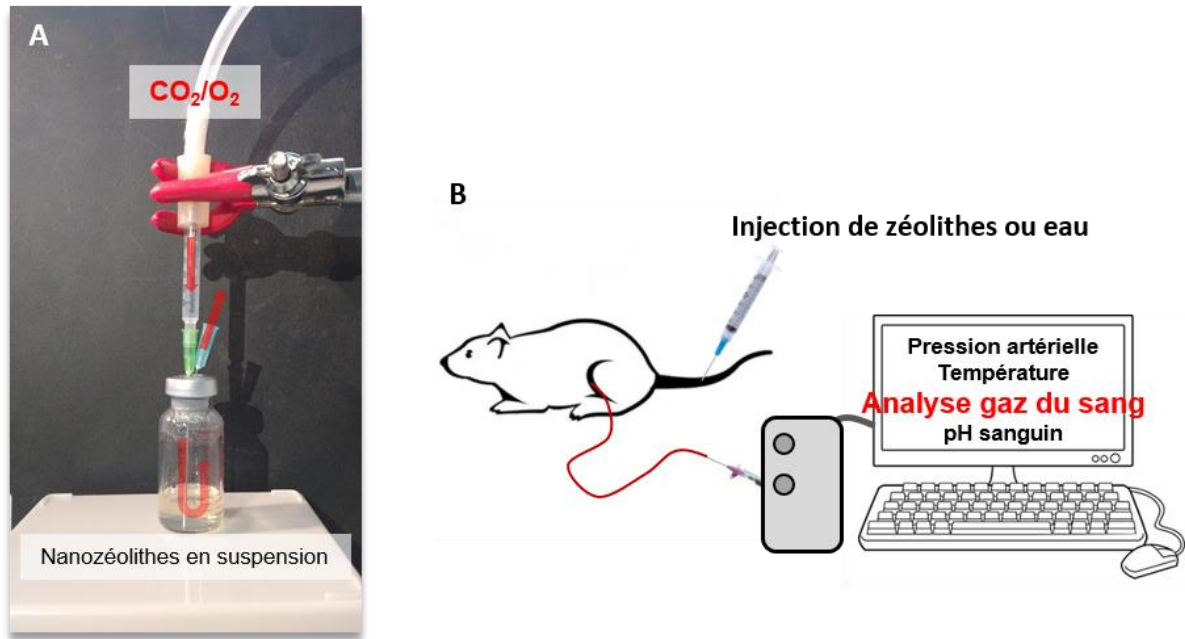 A
CO₂/O₂
Nanozéolithes en suspension
B
Injection de zéolithes ou eau
Pression artérielle
Température
Analyse gaz du sang
pH sanguin